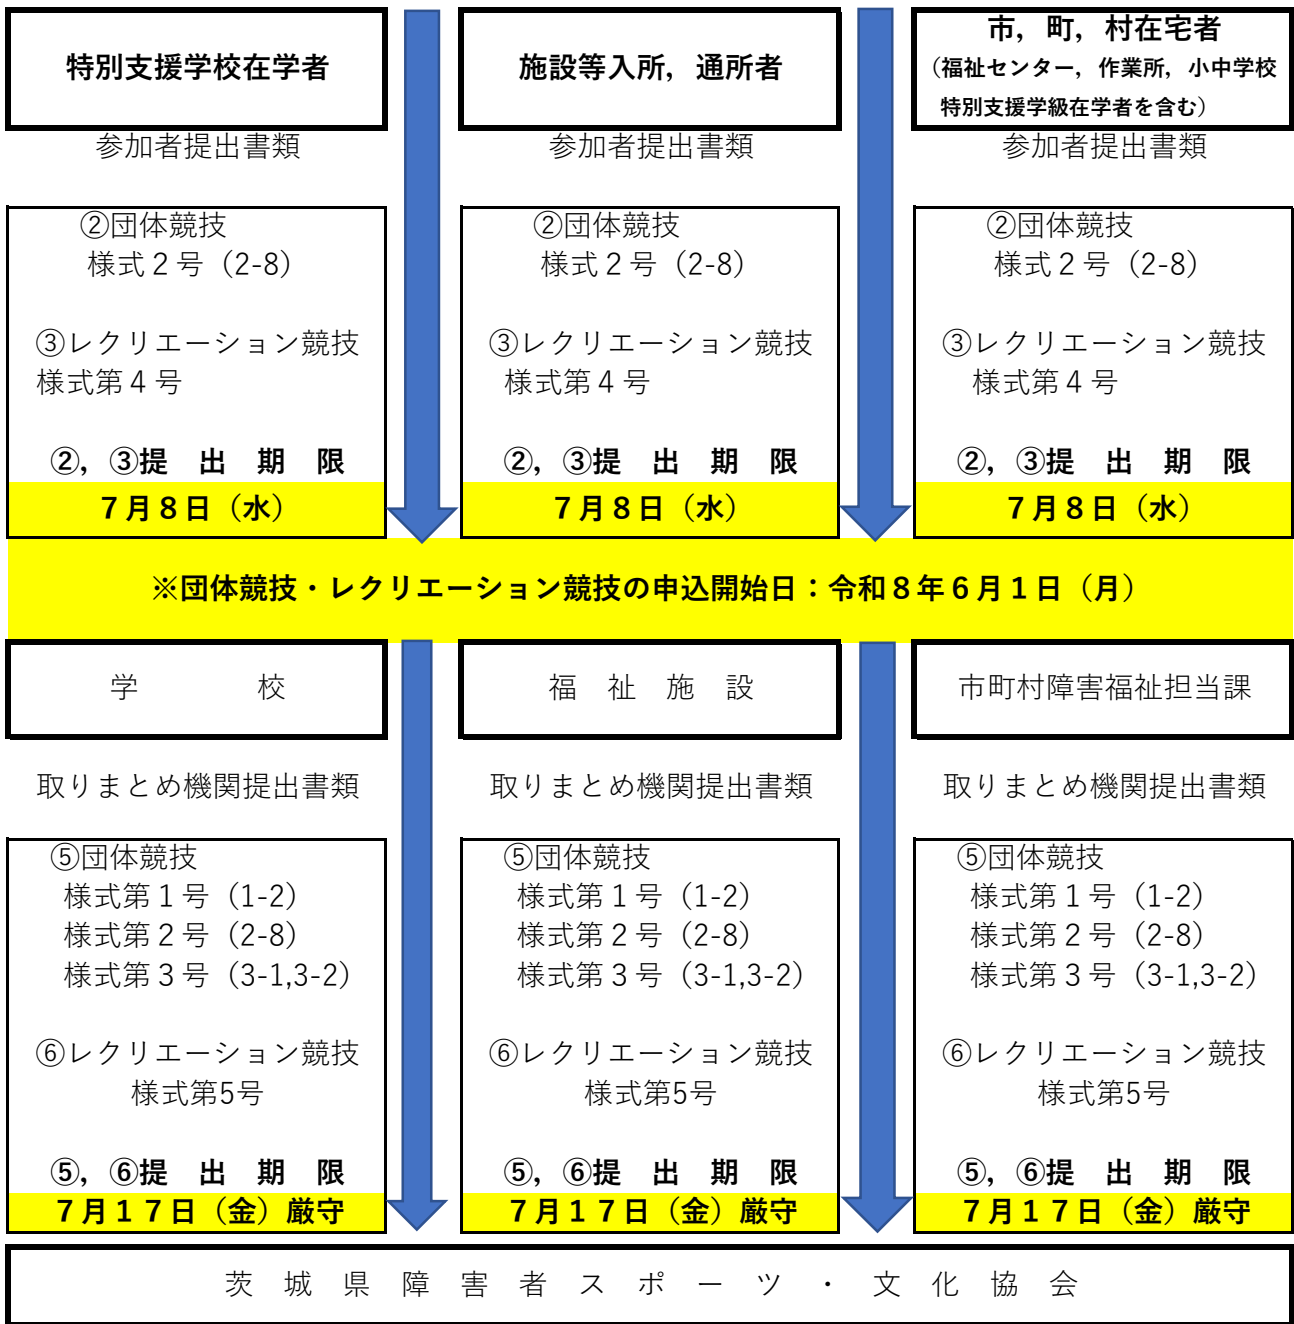 特別支援学校在学者
参加者提出書類
②団体競技
様式２号（2-8）
③レクリエーション競技
様式第４号
②，③提　出　期　限
７月８日（水）
施設等入所，通所者
参加者提出書類
②団体競技
様式２号（2-8）
③レクリエーション競技
様式第４号
②，③提　出　期　限
７月８日（水）
市，町，村在宅者
（福祉センター，作業所，小中学校
特別支援学級在学者を含む）
参加者提出書類
②団体競技
様式２号（2-8）
③レクリエーション競技
様式第４号
②，③提　出　期　限
７月８日（水）
※団体競技・レクリエーション競技の申込開始日：令和８年６月１日（月）
学　　　　校
取りまとめ機関提出書類
⑤団体競技
様式第１号（1-2）
様式第２号（2-8）
様式第３号（3-1,3-2）
⑥レクリエーション競技
様式第5号
⑤，⑥提　出　期　限
７月１７日（金）厳守
福　祉　施　設
取りまとめ機関提出書類
⑤団体競技
様式第１号（1-2）
様式第２号（2-8）
様式第３号（3-1,3-2）
⑥レクリエーション競技
様式第5号
⑤，⑥提　出　期　限
７月１７日（金）厳守
市町村障害福祉担当課
取りまとめ機関提出書類
⑤団体競技
様式第１号（1-2）
様式第２号（2-8）
様式第３号（3-1,3-2）
⑥レクリエーション競技
様式第5号
⑤，⑥提　出　期　限
７月１７日（金）厳守
茨　城　県　障　害　者　ス　ポ　ー　ツ　・　文　化　協　会